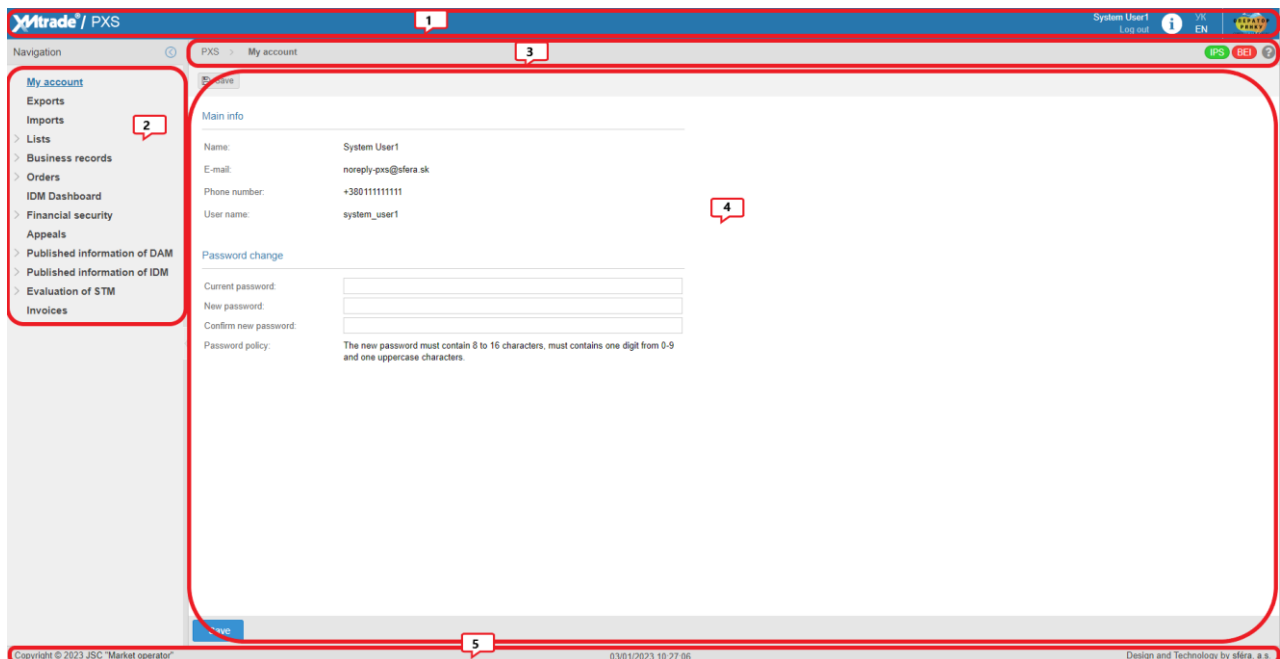 XMtrade®/ PXS
1
System User1
Log out
i
УК
EN
ОПЕРАТОР
РИНКУ
Navigation
PXS > My account
3
IPS
BEI
?
My account
Exports
Imports
2
Lists
Business records
Orders
IDM Dashboard
Financial security
Appeals
Published information of DAM
Published information of IDM
Evaluation of STM
Invoices
Save
Main info
Name: System User1
E-mail: noreply-pxs@sfera.sk
Phone number: +380111111111
User name: system_user1
4
Password change
Current password:
New password:
Confirm new password:
Password policy: The new password must contain 8 to 16 characters, must contains one digit from 0-9
and one uppercase characters.
Save
5
Copyright © 2023 JSC "Market operator" 03/01/2023 10:27:06 Design and Technology by sféra, a.s.